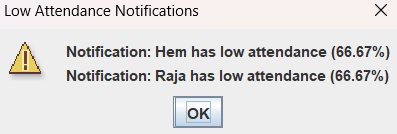 Low Attendance Notifications
Notification: Hem has low attendance (66.67%)
Notification: Raja has low attendance (66.67%)
OK